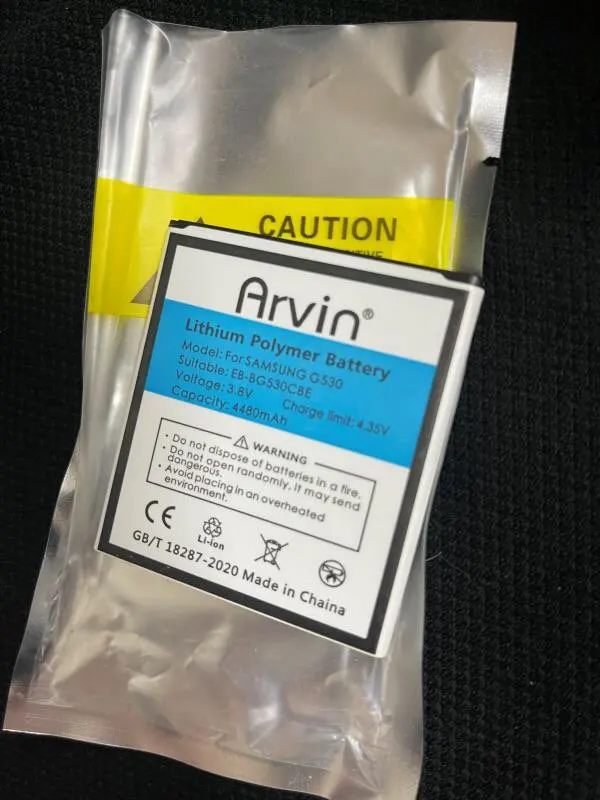 CAUTION
Arvin®
Lithium Polymer Battery
Model: For SAMSUNG G530
Suitable: EB-BG530CBE
Voltage: 3.8V Charge limit: 4.35V
Capacity: 4480mAh
WARNING
• Do not dispose of batteries in a fire.
• Do not open randomly. It may send
dangerous.
• Avoid placing in an overheated
environment.
CE
Li-ion
GB/T 18287-2020 Made in Chaina